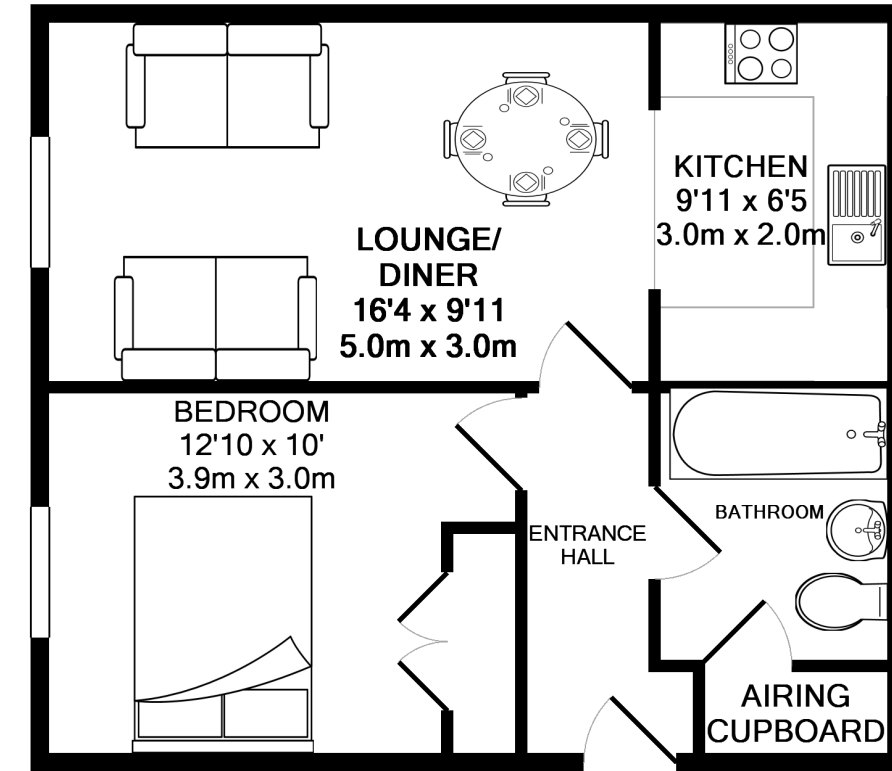 KITCHEN
9'11 x 6'5
3.0m x 2.0m
LOUNGE/
DINER
16'4 x 9'11
5.0m x 3.0m
BEDROOM
12'10 x 10'
3.9m x 3.0m
ENTRANCE
HALL
BATHROOM
AIRING
CUPBOARD